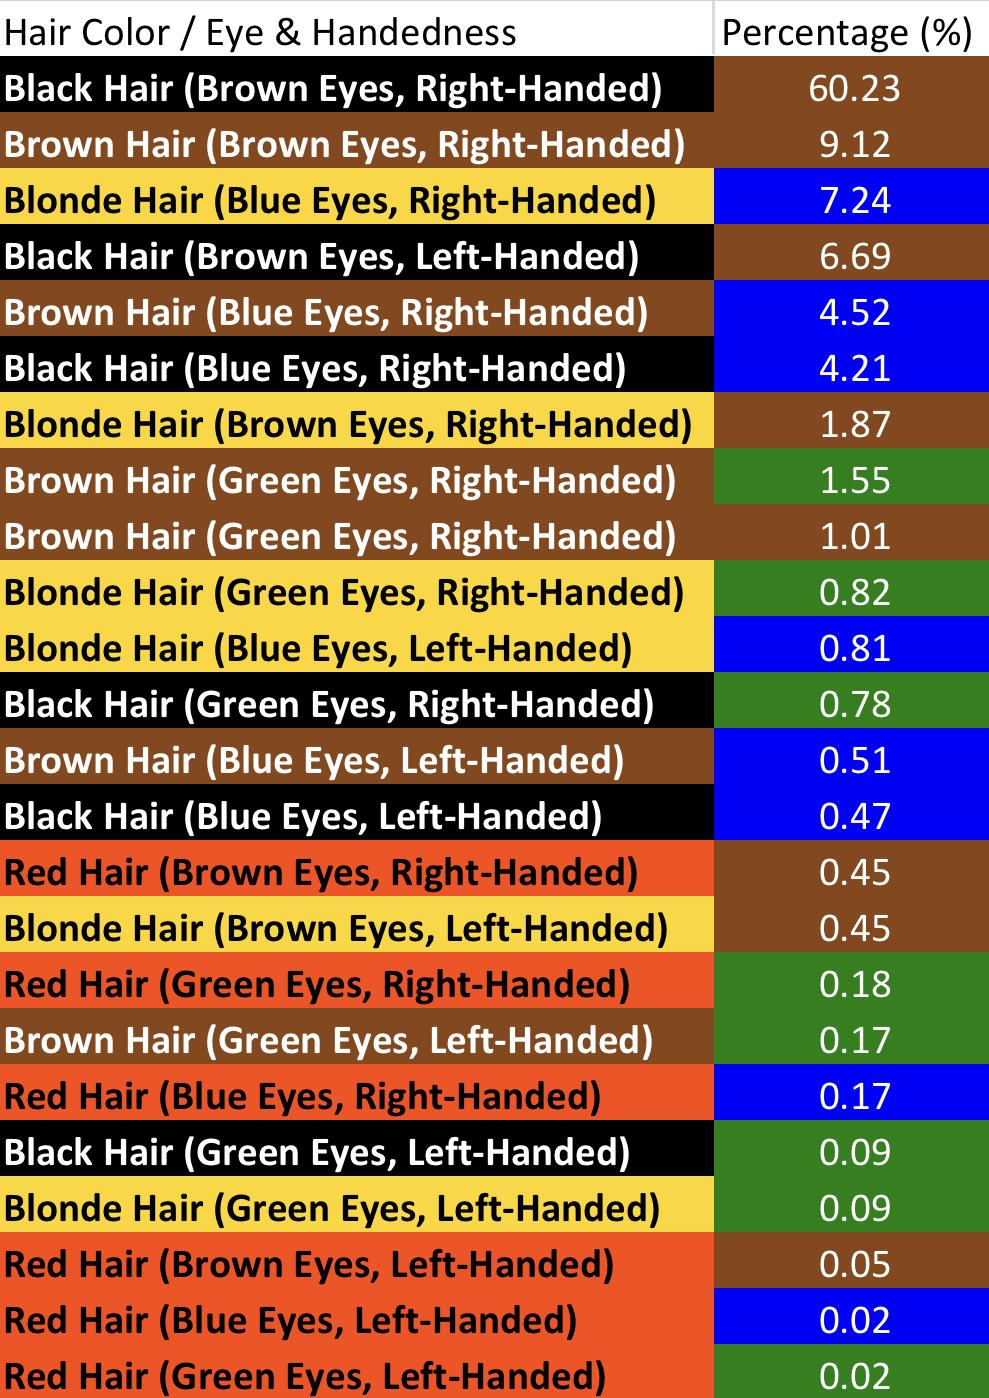 Hair Color / Eye & Handedness Percentage (%)
Black Hair (Brown Eyes, Right-Handed) 60.23
Brown Hair (Brown Eyes, Right-Handed) 9.12
Blonde Hair (Blue Eyes, Right-Handed) 7.24
Black Hair (Brown Eyes, Left-Handed) 6.69
Brown Hair (Blue Eyes, Right-Handed) 4.52
Black Hair (Blue Eyes, Right-Handed) 4.21
Blonde Hair (Brown Eyes, Right-Handed) 1.87
Brown Hair (Green Eyes, Right-Handed) 1.55
Brown Hair (Green Eyes, Right-Handed) 1.01
Blonde Hair (Green Eyes, Right-Handed) 0.82
Blonde Hair (Blue Eyes, Left-Handed) 0.81
Black Hair (Green Eyes, Right-Handed) 0.78
Brown Hair (Blue Eyes, Left-Handed) 0.51
Black Hair (Blue Eyes, Left-Handed) 0.47
Red Hair (Brown Eyes, Right-Handed) 0.45
Blonde Hair (Brown Eyes, Left-Handed) 0.45
Red Hair (Green Eyes, Right-Handed) 0.18
Brown Hair (Green Eyes, Left-Handed) 0.17
Red Hair (Blue Eyes, Right-Handed) 0.17
Black Hair (Green Eyes, Left-Handed) 0.09
Blonde Hair (Green Eyes, Left-Handed) 0.09
Red Hair (Brown Eyes, Left-Handed) 0.05
Red Hair (Blue Eyes, Left-Handed) 0.02
Red Hair (Green Eyes, Left-Handed) 0.02